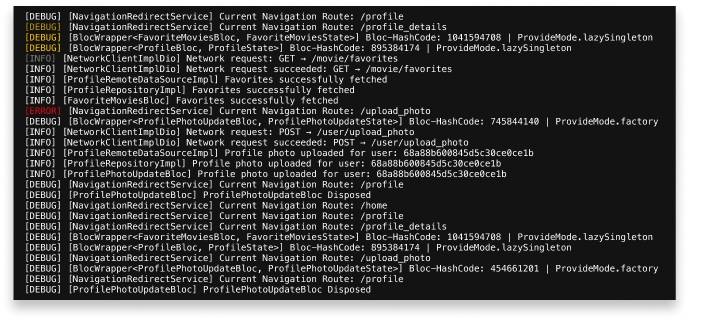 [DEBUG] [NavigationRedirectService] Current Navigation Route: /profile
[DEBUG] [NavigationRedirectService] Current Navigation Route: /profile_details
[DEBUG] [BlocWrapper<FavoriteMoviesBloc, FavoriteMoviesState>] Bloc-HashCode: 1041594708 | ProvideMode.lazySingleton
[DEBUG] [BlocWrapper<ProfileBloc, ProfileState>] Bloc-HashCode: 895384174 | ProvideMode.lazySingleton
[INFO] [NetworkClientImplDio] Network request: GET → /movie/favorites
[INFO] [NetworkClientImplDio] Network request succeeded: GET → /movie/favorites
[INFO] [ProfileRemoteDataSourceImpl] Favorites successfully fetched
[INFO] [ProfileRepositoryImpl] Favorites successfully fetched
[INFO] [FavoriteMoviesBloc] Favorites successfully fetched
[ERROR] [NavigationRedirectService] Current Navigation Route: /upload_photo
[DEBUG] [BlocWrapper<ProfilePhotoUpdateBloc, ProfilePhotoUpdateState>] Bloc-HashCode: 745844140 | ProvideMode.factory
[INFO] [NetworkClientImplDio] Network request: POST → /user/upload_photo
[INFO] [NetworkClientImplDio] Network request succeeded: POST → /user/upload_photo
[INFO] [ProfileRemoteDataSourceImpl] Profile photo uploaded for user: 68a88b600845d5c30ce0ce1b
[INFO] [ProfileRepositoryImpl] Profile photo uploaded for user: 68a88b600845d5c30ce0ce1b
[INFO] [ProfilePhotoUpdateBloc] Profile photo uploaded for user: 68a88b600845d5c30ce0ce1b
[DEBUG] [NavigationRedirectService] Current Navigation Route: /profile
[DEBUG] [ProfilePhotoUpdateBloc] ProfilePhotoUpdateBloc Disposed
[DEBUG] [NavigationRedirectService] Current Navigation Route: /home
[DEBUG] [NavigationRedirectService] Current Navigation Route: /profile
[DEBUG] [NavigationRedirectService] Current Navigation Route: /profile_details
[DEBUG] [BlocWrapper<FavoriteMoviesBloc, FavoriteMoviesState>] Bloc-HashCode: 1041594708 | ProvideMode.lazySingleton
[DEBUG] [BlocWrapper<ProfileBloc, ProfileState>] Bloc-HashCode: 895384174 | ProvideMode.lazySingleton
[DEBUG] [NavigationRedirectService] Current Navigation Route: /upload_photo
[DEBUG] [BlocWrapper<ProfilePhotoUpdateBloc, ProfilePhotoUpdateState>] Bloc-HashCode: 454661201 | ProvideMode.factory
[DEBUG] [NavigationRedirectService] Current Navigation Route: /profile
[DEBUG] [ProfilePhotoUpdateBloc] ProfilePhotoUpdateBloc Disposed